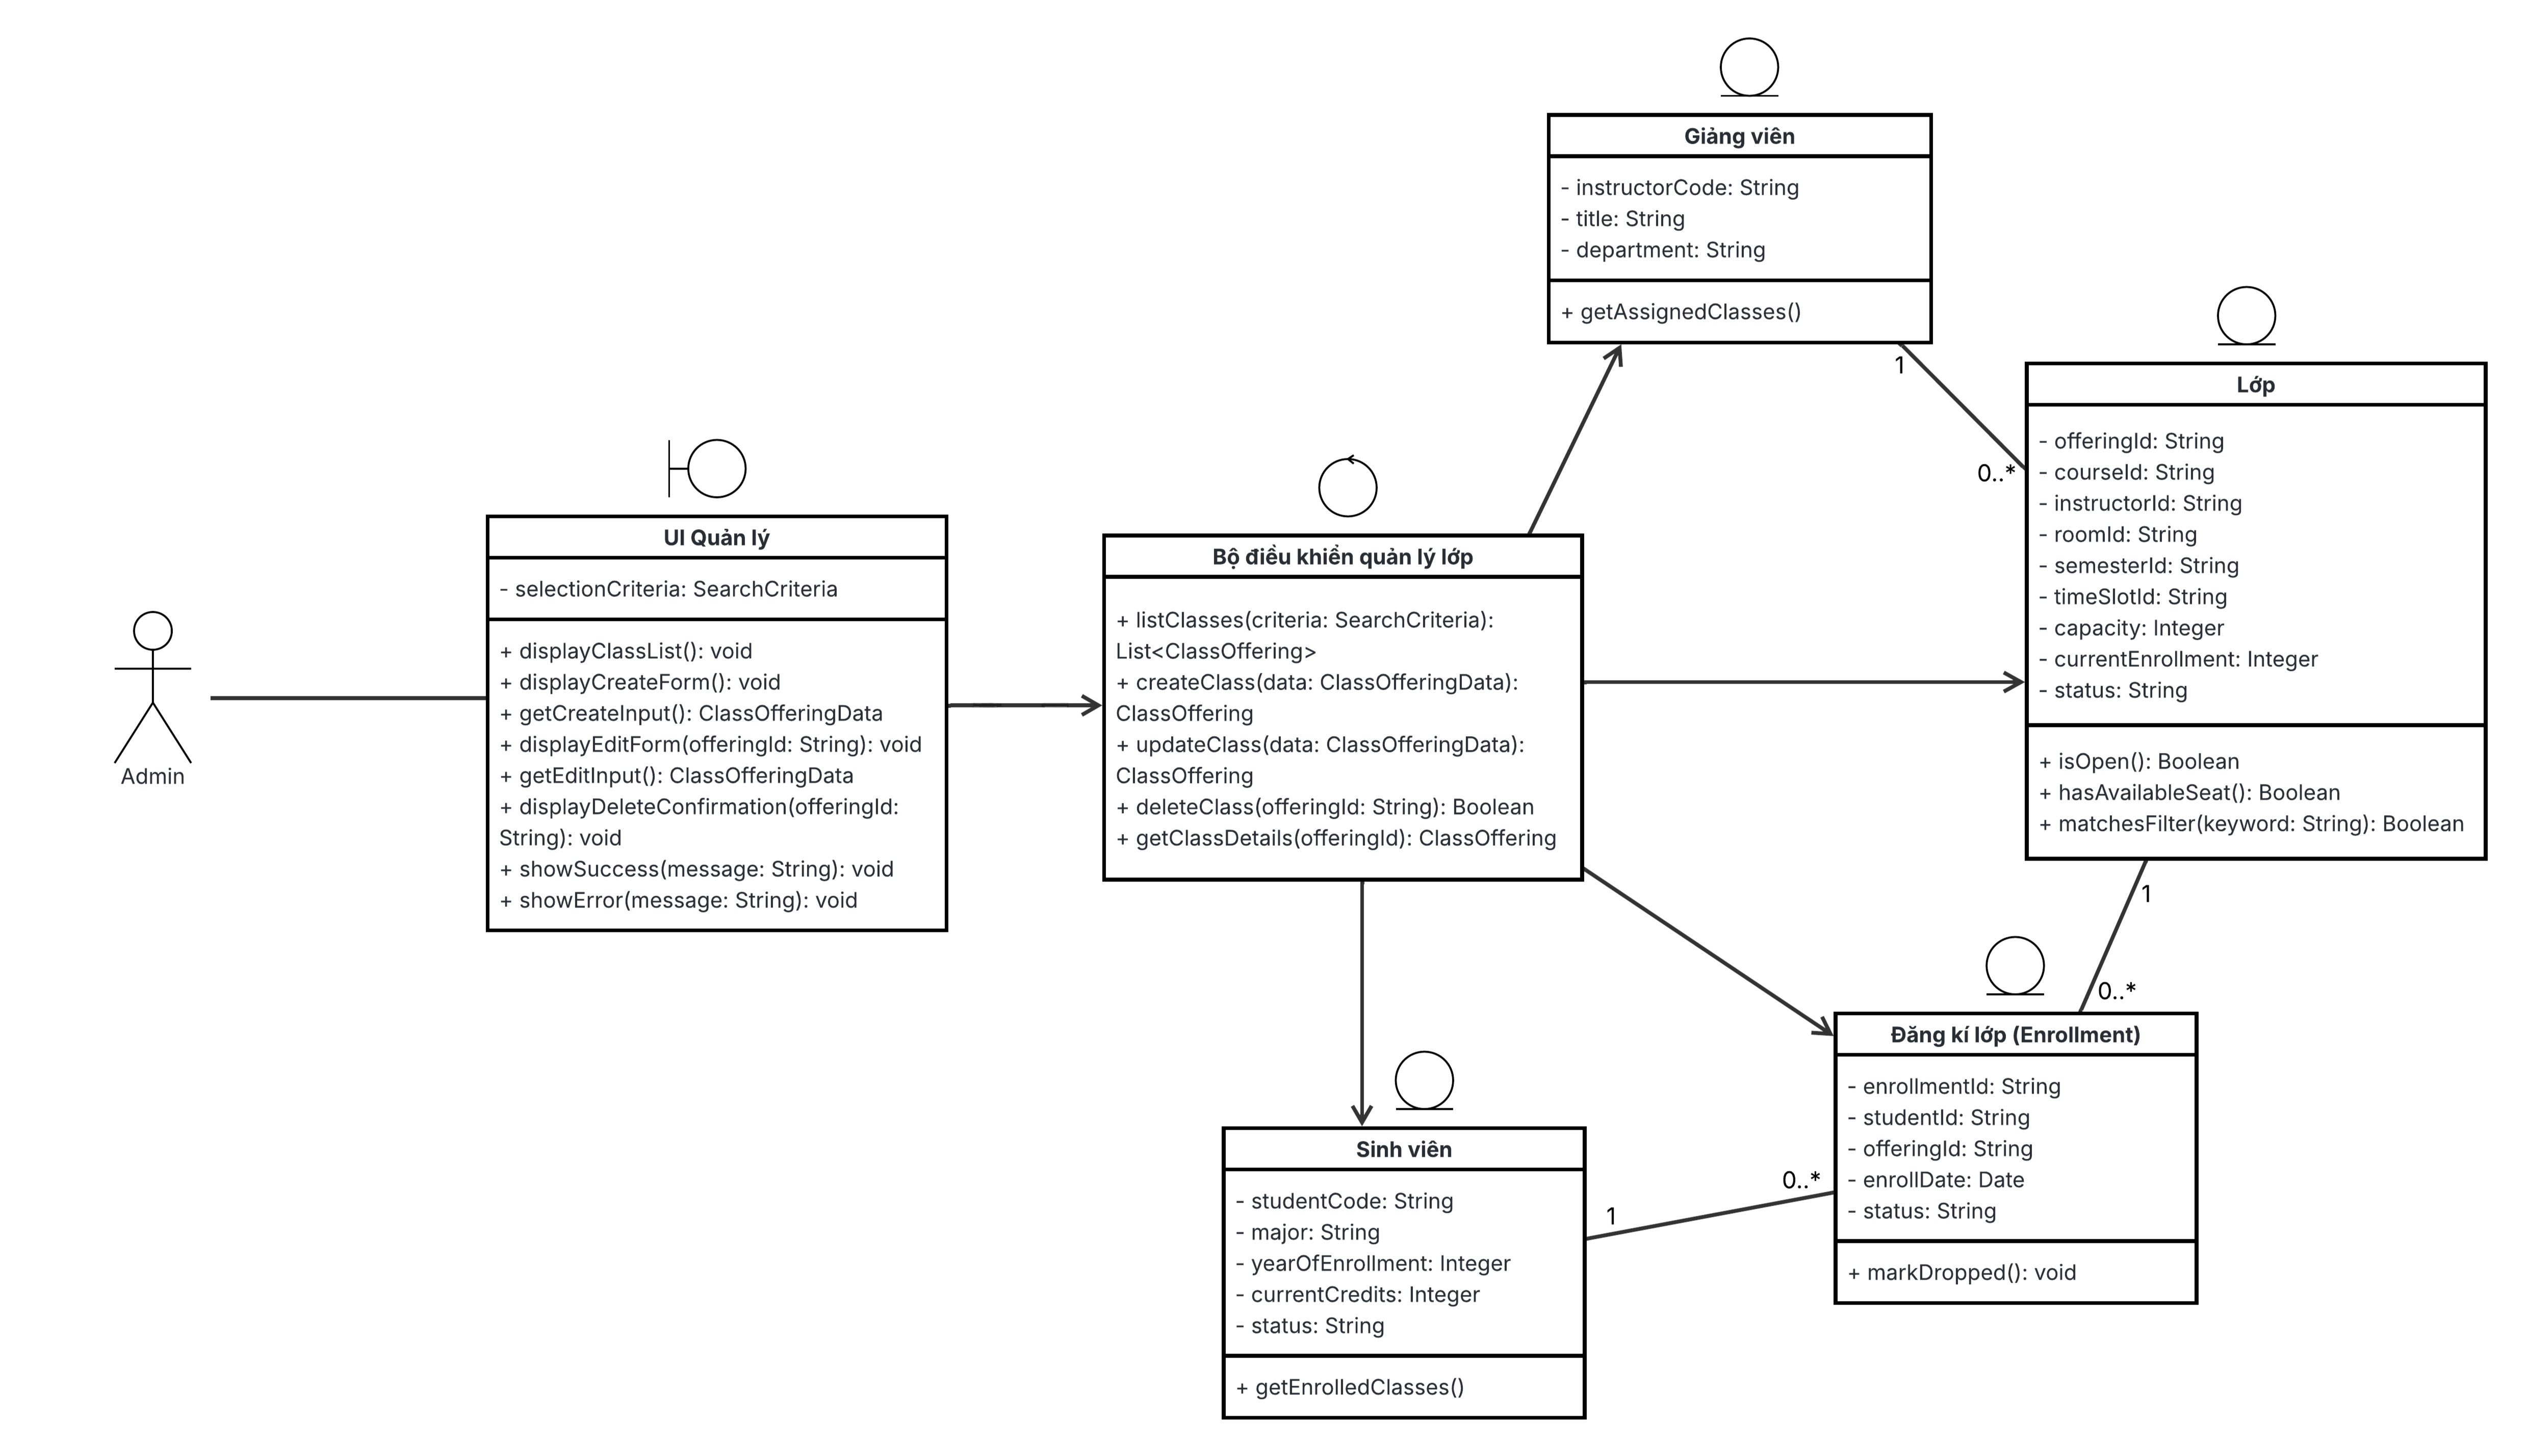 Admin
UI Quản lý
- selectionCriteria: SearchCriteria
+ displayClassList(): void
+ displayCreateForm(): void
+ getCreateInput(): ClassOfferingData
+ displayEditForm(offeringId: String): void
+ getEditInput(): ClassOfferingData
+ displayDeleteConfirmation(offeringId:
String): void
+ showSuccess(message: String): void
+ showError(message: String): void
Bộ điều khiển quản lý lớp
+ listClasses(criteria: SearchCriteria):
List<ClassOffering>
+ createClass(data: ClassOfferingData):
ClassOffering
+ updateClass(data: ClassOfferingData):
ClassOffering
+ deleteClass(offeringId: String): Boolean
+ getClassDetails(offeringId): ClassOffering
Giảng viên
- instructorCode: String
- title: String
- department: String
+ getAssignedClasses()
1
0..*
Lớp
- offeringId: String
- courseId: String
- instructorId: String
- roomId: String
- semesterId: String
- timeSlotId: String
- capacity: Integer
- currentEnrollment: Integer
- status: String
+ isOpen(): Boolean
+ hasAvailableSeat(): Boolean
+ matchesFilter(keyword: String): Boolean
1
0..*
Đăng kí lớp (Enrollment)
- enrollmentId: String
- studentId: String
- offeringId: String
- enrollDate: Date
- status: String
+ markDropped(): void
0..*
1
Sinh viên
- studentCode: String
- major: String
- yearOfEnrollment: Integer
- currentCredits: Integer
- status: String
+ getEnrolledClasses()